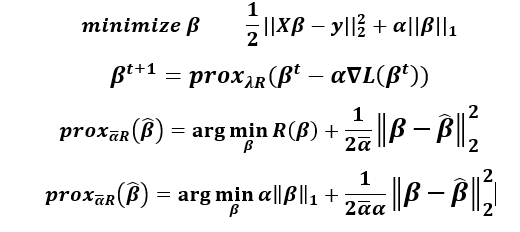 minimize β 1/2 ||Xβ − y||₂² + α||β||₁
βᵗ⁺¹ = prox_λR(βᵗ − α∇L(βᵗ))
prox_ᾱR(β̂) = arg min_β R(β) + 1/2ᾱ ‖β − β̂‖₂²
prox_ᾱR(β̂) = arg min_β α‖β‖₁ + 1/2ᾱα ‖β − β̂‖₂²